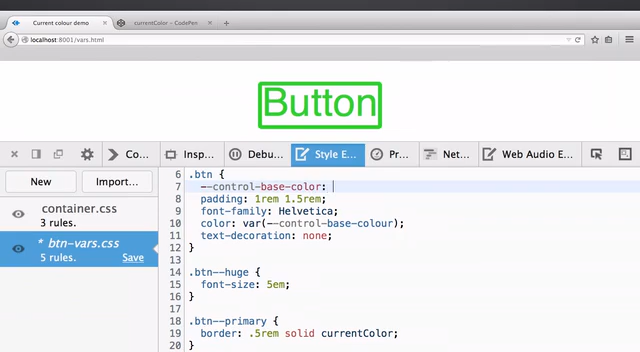 Current colour demo
currentColor – CodePen
localhost:8001/vars.html
Button
Co...
Insp...
Debu...
Style E...
Pr...
Net...
Web Audio E...
New
Import...
container.css
3 rules.
* btn-vars.css
5 rules.
Save
6 .btn {
7 --control-base-color:
8 padding: 1rem 1.5rem;
9 font-family: Helvetica;
10 color: var(--control-base-colour);
11 text-decoration: none;
12 }
13
14 .btn--huge {
15 font-size: 5em;
16 }
17
18 .btn--primary {
19 border: .5rem solid currentColor;
20 }